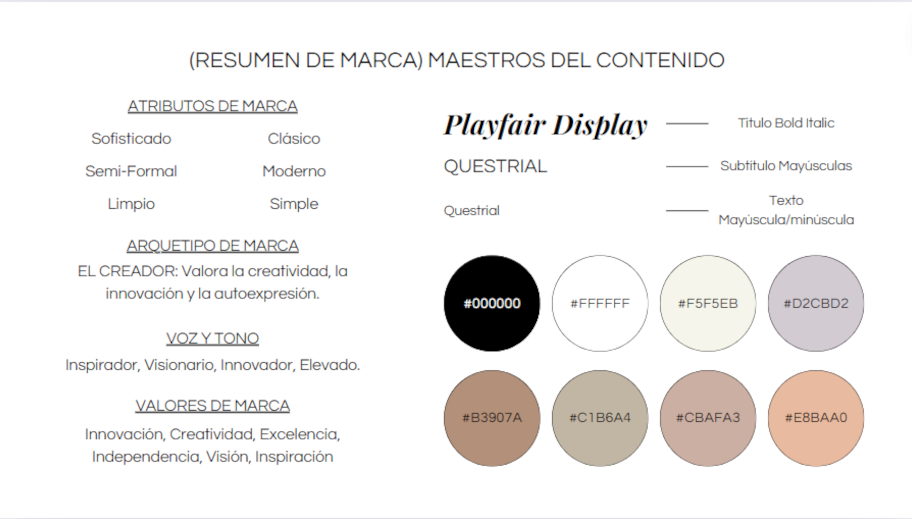 (RESUMEN DE MARCA) MAESTROS DEL CONTENIDO
ATRIBUTOS DE MARCA
Sofisticado
Clásico
Semi-Formal
Moderno
Limpio
Simple
ARQUETIPO DE MARCA
EL CREADOR: Valora la creatividad, la
innovación y la autoexpresión.
VOZ Y TONO
Inspirador, Visionario, Innovador, Elevado.
VALORES DE MARCA
Innovación, Creatividad, Excelencia,
Independencia, Visión, Inspiración
Playfair Display
Titulo Bold Italic
QUESTRIAL
Subtitulo Mayúsculas
Questrial
Texto
Mayúscula/minúscula
#000000
#FFFFFF
#F5F5EB
#D2CBD2
#B3907A
#C1B6A4
#CBAFA3
#E8BAA0